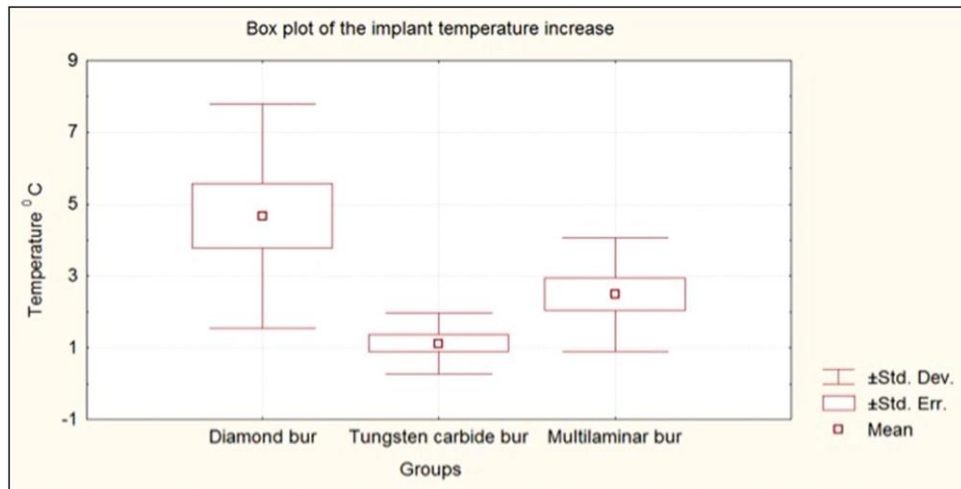 Box plot of the implant temperature increase
9
7
5
3
1
-1
Temperature ⁰ C
Diamond bur
Tungsten carbide bur
Multilaminar bur
Groups
±Std. Dev.
±Std. Err.
Mean